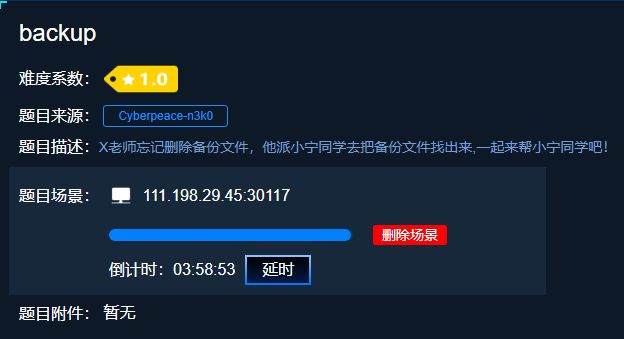 backup
难度系数： 1.0
题目来源： Cyberpeace-n3k0
题目描述：X老师忘记删除备份文件，他派小宁同学去把备份文件找出来,一起来帮小宁同学吧！
题目场景： 111.198.29.45:30117
删除场景
倒计时：03:58:53 延时
题目附件： 暂无